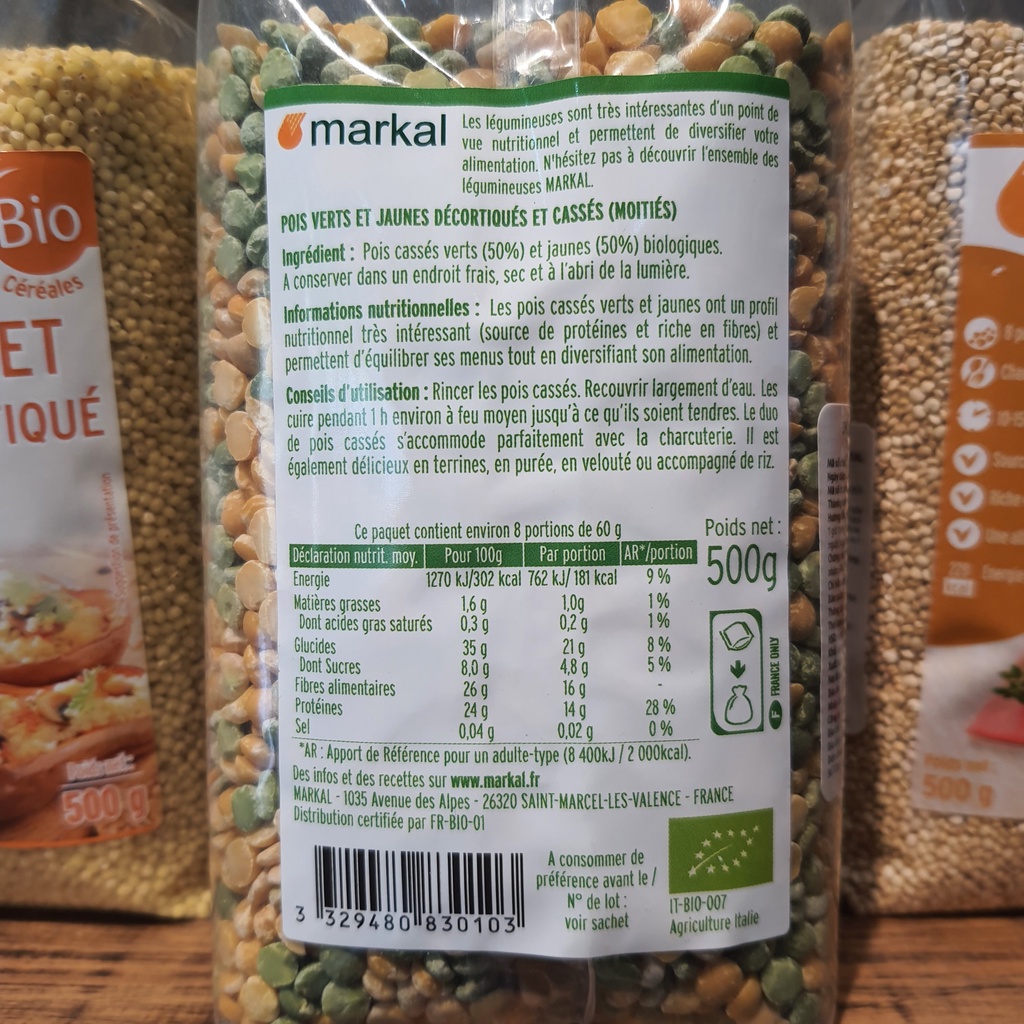 markal
Les légumineuses sont très intéressantes d'un point de
vue nutritionnel et permettent de diversifier votre
alimentation. N'hésitez pas à découvrir l'ensemble des
légumineuses MARKAL.
POIS VERTS ET JAUNES DÉCORTIQUÉS ET CASSÉS (MOITIÉS)
Ingrédient : Pois cassés verts (50%) et jaunes (50%) biologiques.
A conserver dans un endroit frais, sec et à l'abri de la lumière.
Informations nutritionnelles : Les pois cassés verts et jaunes ont un profil
nutritionnel très intéressant (source de protéines et riche en fibres) et
permettent d'équilibrer ses menus tout en diversifiant son alimentation.
Conseils d'utilisation : Rincer les pois cassés. Recouvrir largement d'eau. Les
cuire pendant 1 h environ à feu moyen jusqu'à ce qu'ils soient tendres. Le duo
de pois cassés s'accommode parfaitement avec la charcuterie. Il est
également délicieux en terrines, en purée, en velouté ou accompagné de riz.
Ce paquet contient environ 8 portions de 60 g
Déclaration nutrit. moy. Pour 100g Par portion AR*/portion
Energie 1270 kJ/302 kcal 762 kJ/ 181 kcal 9 %
Matières grasses 1,6 g 1,0g 1 %
Dont acides gras saturés 0,3 g 0,2 g 1 %
Glucides 35 g 21 g 8 %
Dont Sucres 8,0 g 4,8 g 5 %
Fibres alimentaires 26 g 16 g -
Protéines 24 g 14 g 28 %
Sel 0,04 g 0,02 g 0 %
*AR : Apport de Référence pour un adulte-type (8 400kJ / 2 000kcal).
Poids net :
500g
F FRANCE ONLY
Des infos et des recettes sur www.markal.fr
MARKAL - 1035 Avenue des Alpes - 26320 SAINT-MARCEL-LES-VALENCE - FRANCE
Distribution certifiée par FR-BIO-01
3 329480 830103
A consommer de
préférence avant le /
N° de lot :
voir sachet
IT-BIO-007
Agriculture Italie
Bio
Céréales
ET
IQUÉ
500 g
500 g